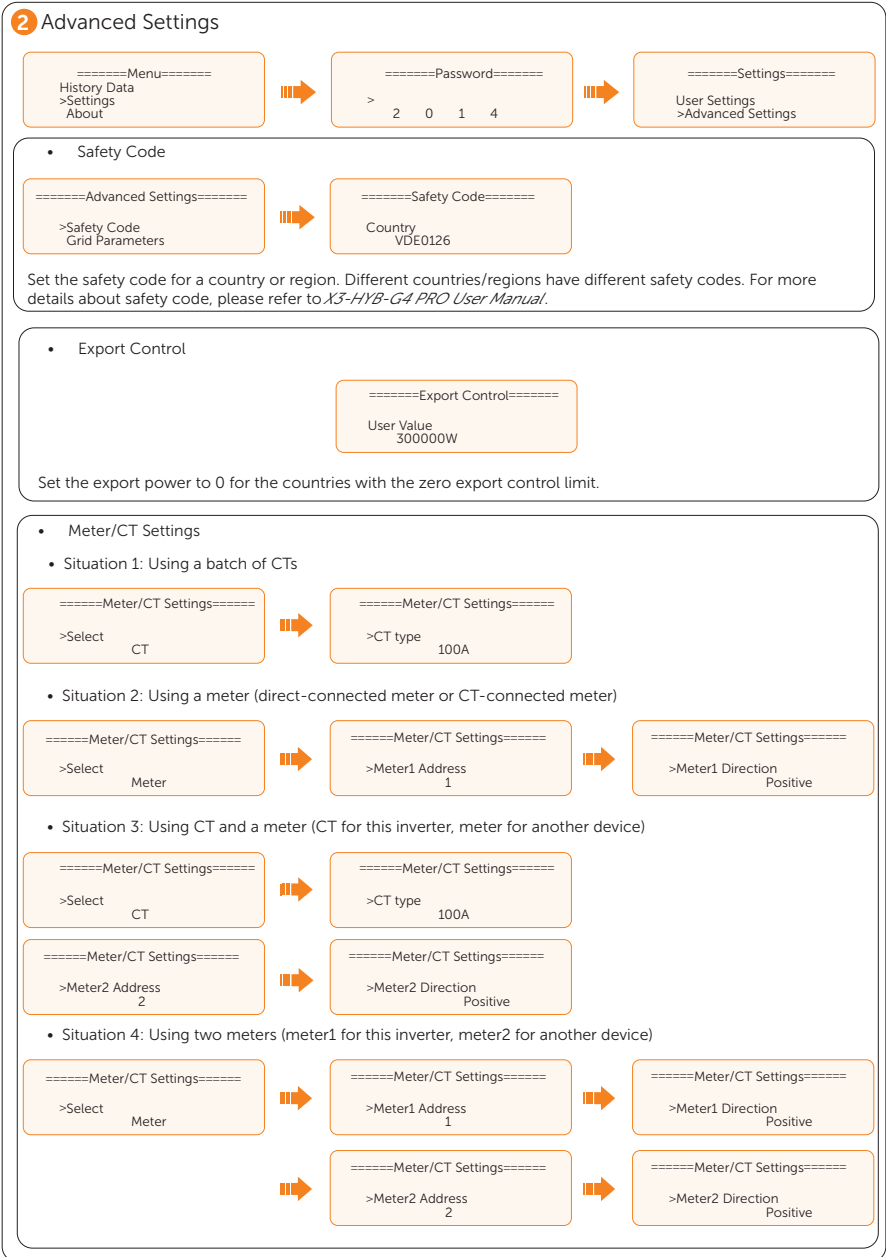 2 Advanced Settings
=======Menu=======
History Data
>Settings
About
=======Password=======
>
2 0 1 4
=======Settings=======
User Settings
>Advanced Settings
• Safety Code
=======Advanced Settings=======
>Safety Code
Grid Parameters
=======Safety Code=======
Country
VDE0126
Set the safety code for a country or region. Different countries/regions have different safety codes. For more
details about safety code, please refer to X3-HYB-G4 PRO User Manual.
• Export Control
=======Export Control=======
User Value
300000W
Set the export power to 0 for the countries with the zero export control limit.
• Meter/CT Settings
• Situation 1: Using a batch of CTs
======Meter/CT Settings======
>Select
CT
======Meter/CT Settings======
>CT type
100A
• Situation 2: Using a meter (direct-connected meter or CT-connected meter)
======Meter/CT Settings======
>Select
Meter
======Meter/CT Settings======
>Meter1 Address
1
======Meter/CT Settings======
>Meter1 Direction
Positive
• Situation 3: Using CT and a meter (CT for this inverter, meter for another device)
======Meter/CT Settings======
>Select
CT
======Meter/CT Settings======
>CT type
100A
======Meter/CT Settings======
>Meter2 Address
2
======Meter/CT Settings======
>Meter2 Direction
Positive
• Situation 4: Using two meters (meter1 for this inverter, meter2 for another device)
======Meter/CT Settings======
>Select
Meter
======Meter/CT Settings======
>Meter1 Address
1
======Meter/CT Settings======
>Meter1 Direction
Positive
======Meter/CT Settings======
>Meter2 Address
2
======Meter/CT Settings======
>Meter2 Direction
Positive